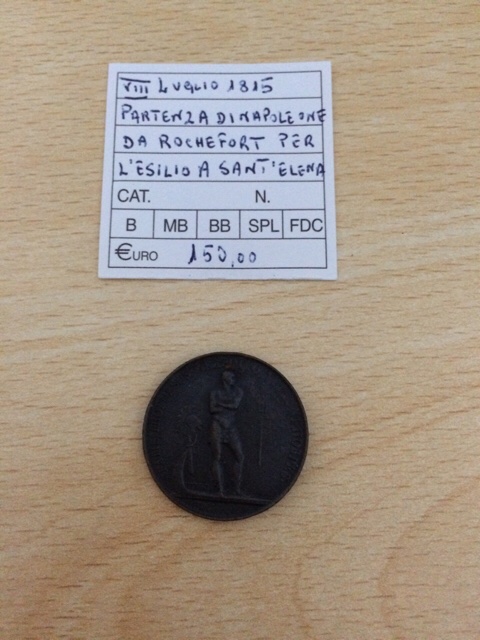 VIII LUGLIO 1815
PARTENZA DI NAPOLEONE
DA ROCHEFORT PER
L'ESILIO A SANT'ELENA
CAT. N.
B MB BB SPL FDC
€URO 150,00